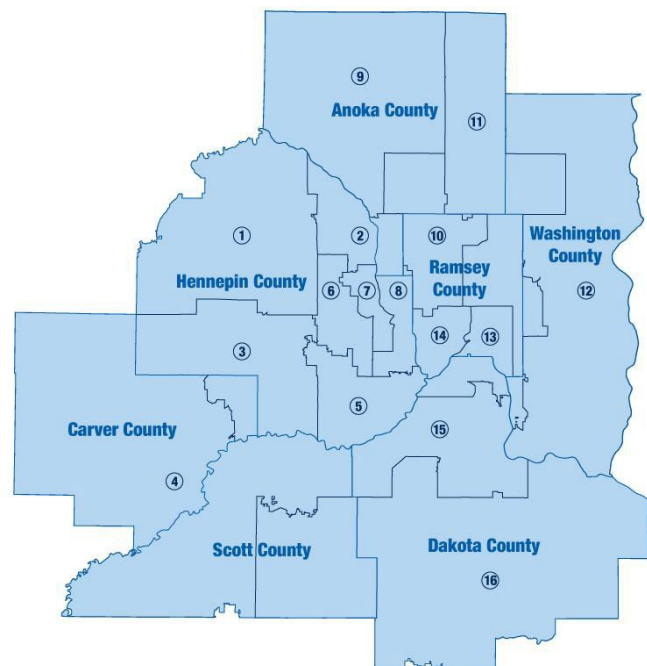 9
Anoka County
11
1
2
10
Washington
County
Hennepin County
6
7
8
Ramsey
County
12
3
14
13
5
Carver County
15
4
Scott County
Dakota County
16